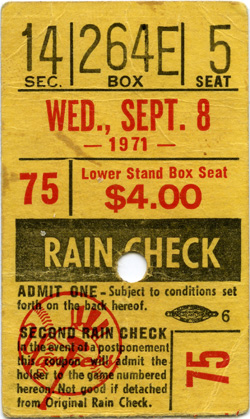 14 264E 5
SEC. BOX SEAT
WED., SEPT. 8
— 1971 —
75 Lower Stand Box Seat
$4.00
RAIN CHECK
ADMIT ONE - Subject to conditions set
forth on the back hereof.
6
SECOND RAIN CHECK
In the event of a postponement
this coupon will admit the
holder to the game numbered
hereon. Not good if detached
from Original Rain Check.
75